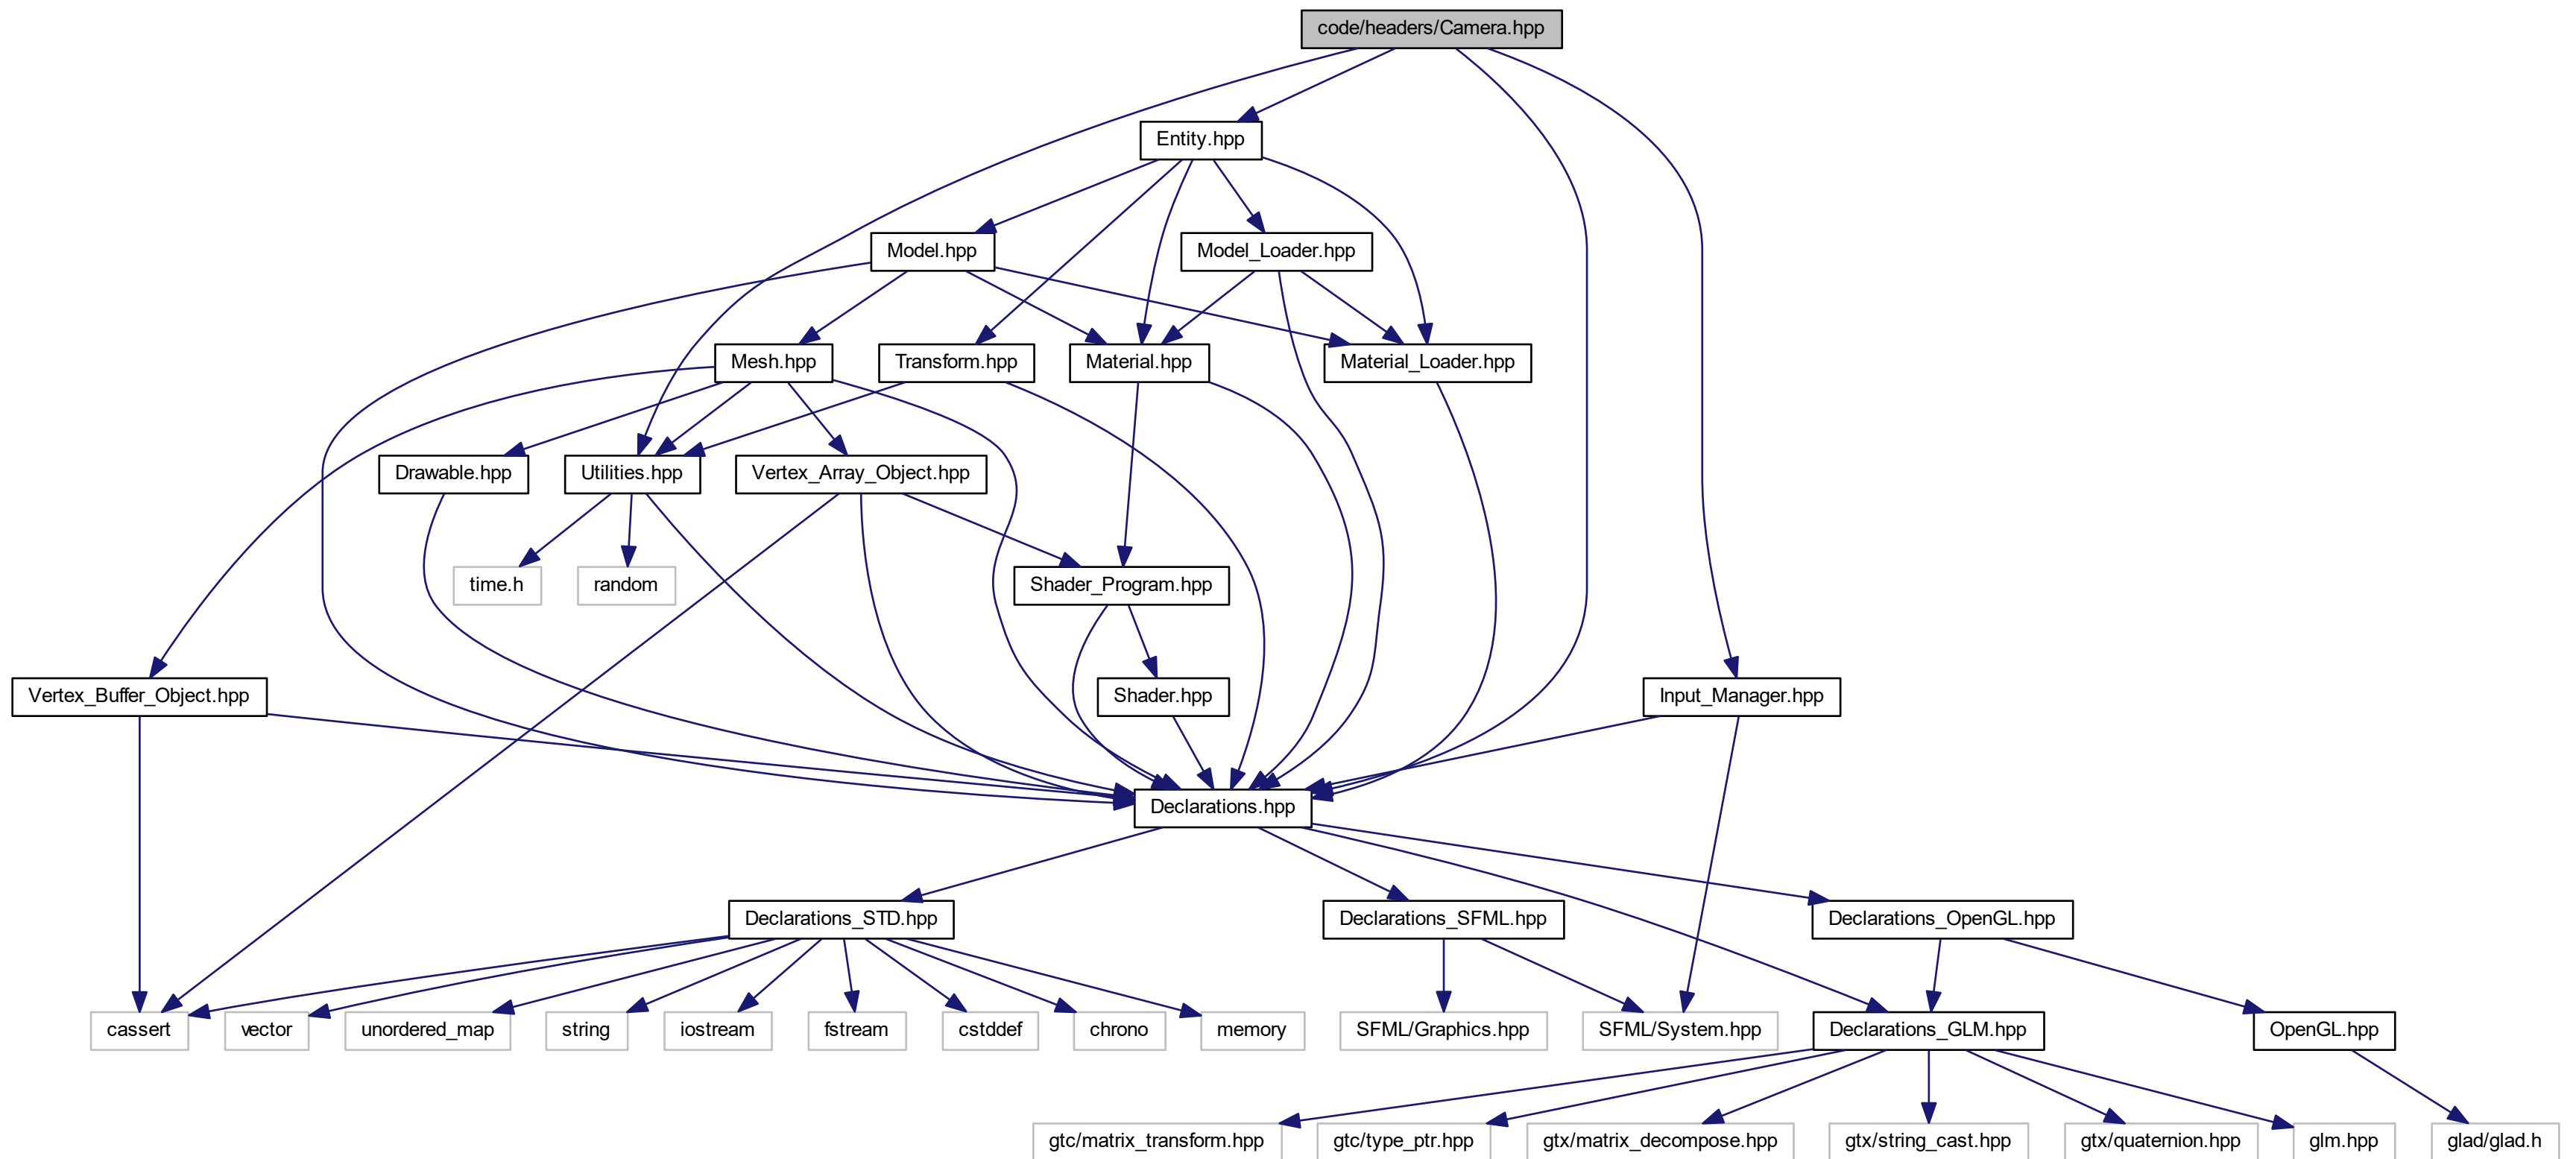 code/headers/Camera.hpp
Entity.hpp
Model.hpp
Model_Loader.hpp
Mesh.hpp
Transform.hpp
Material.hpp
Material_Loader.hpp
Drawable.hpp
Utilities.hpp
Vertex_Array_Object.hpp
time.h
random
Shader_Program.hpp
Vertex_Buffer_Object.hpp
Shader.hpp
Input_Manager.hpp
Declarations.hpp
Declarations_STD.hpp
Declarations_SFML.hpp
Declarations_OpenGL.hpp
cassert
vector
unordered_map
string
iostream
fstream
cstddef
chrono
memory
SFML/Graphics.hpp
SFML/System.hpp
Declarations_GLM.hpp
OpenGL.hpp
gtc/matrix_transform.hpp
gtc/type_ptr.hpp
gtx/matrix_decompose.hpp
gtx/string_cast.hpp
gtx/quaternion.hpp
glm.hpp
glad/glad.h